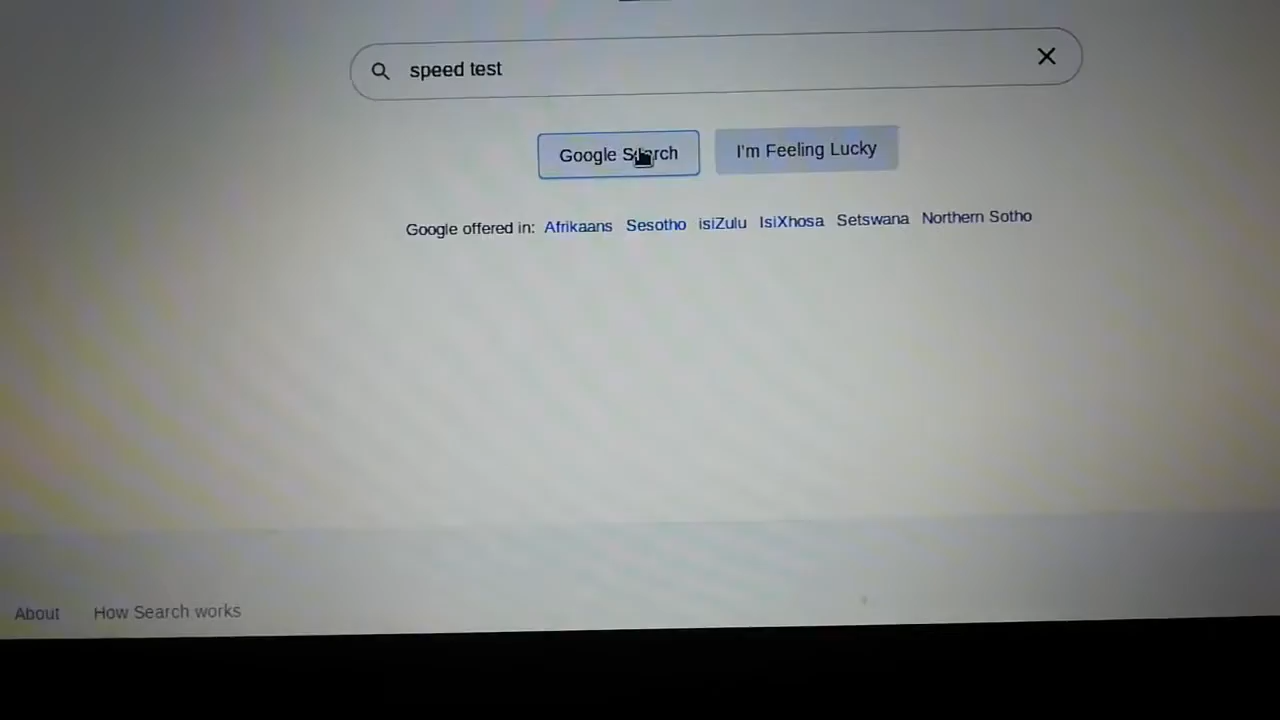 speed test
Google Search I'm Feeling Lucky
Google offered in: Afrikaans Sesotho isiZulu IsiXhosa Setswana Northern Sotho
About How Search works